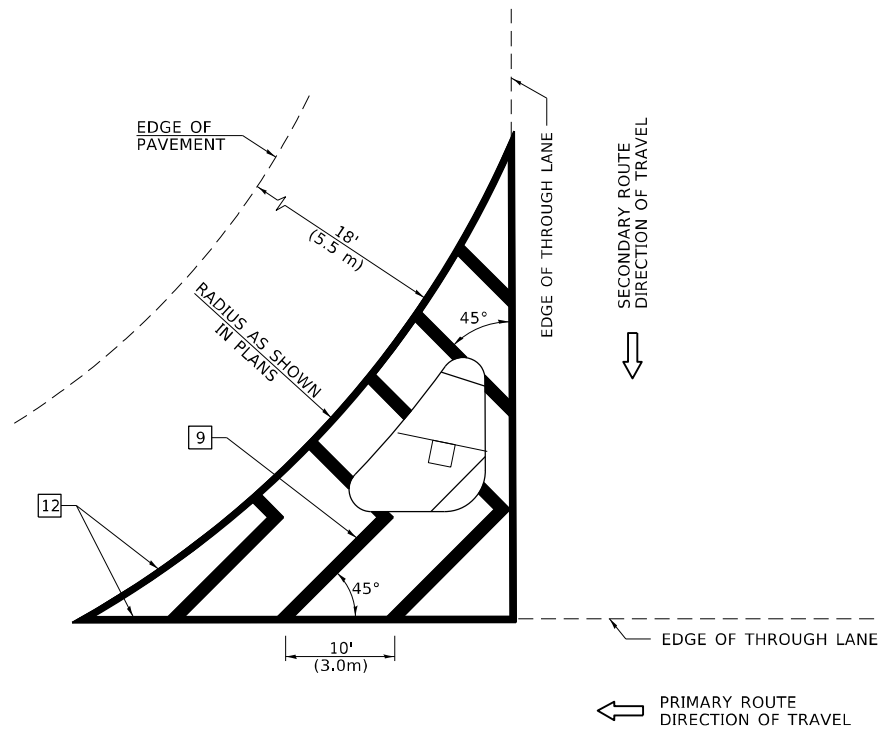 EDGE OF
PAVEMENT
18'
(5.5 m)
RADIUS AS SHOWN
IN PLANS
EDGE OF THROUGH LANE
SECONDARY ROUTE
DIRECTION OF TRAVEL
45°
9
12
45°
10'
(3.0m)
EDGE OF THROUGH LANE
PRIMARY ROUTE
DIRECTION OF TRAVEL